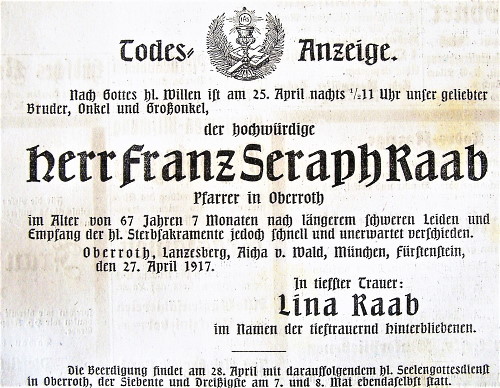 Todes- Anzeige.
Nach Gottes hl. Willen ist am 25. April nachts ½11 Uhr unser geliebter
Bruder, Onkel und Großonkel,
der hochwürdige
Herr Franz Seraph Raab
Pfarrer in Oberroth
im Alter von 67 Jahren 7 Monaten nach längerem schweren Leiden und
Empfang der hl. Sterbsakramente jedoch schnell und unerwartet verschieden.
Oberroth, Lanzesberg, Aicha v. Wald, München, Fürstenstein,
den 27. April 1917.
In tiefster Trauer:
Lina Raab
im Namen der tieftrauernd Hinterbliebenen.
Die Beerdigung findet am 28. April mit darauffolgendem hl. Seelengottesdienst
in Oberroth, der Siebente und Dreißigste am 7. und 8. Mai ebendaselbst statt.